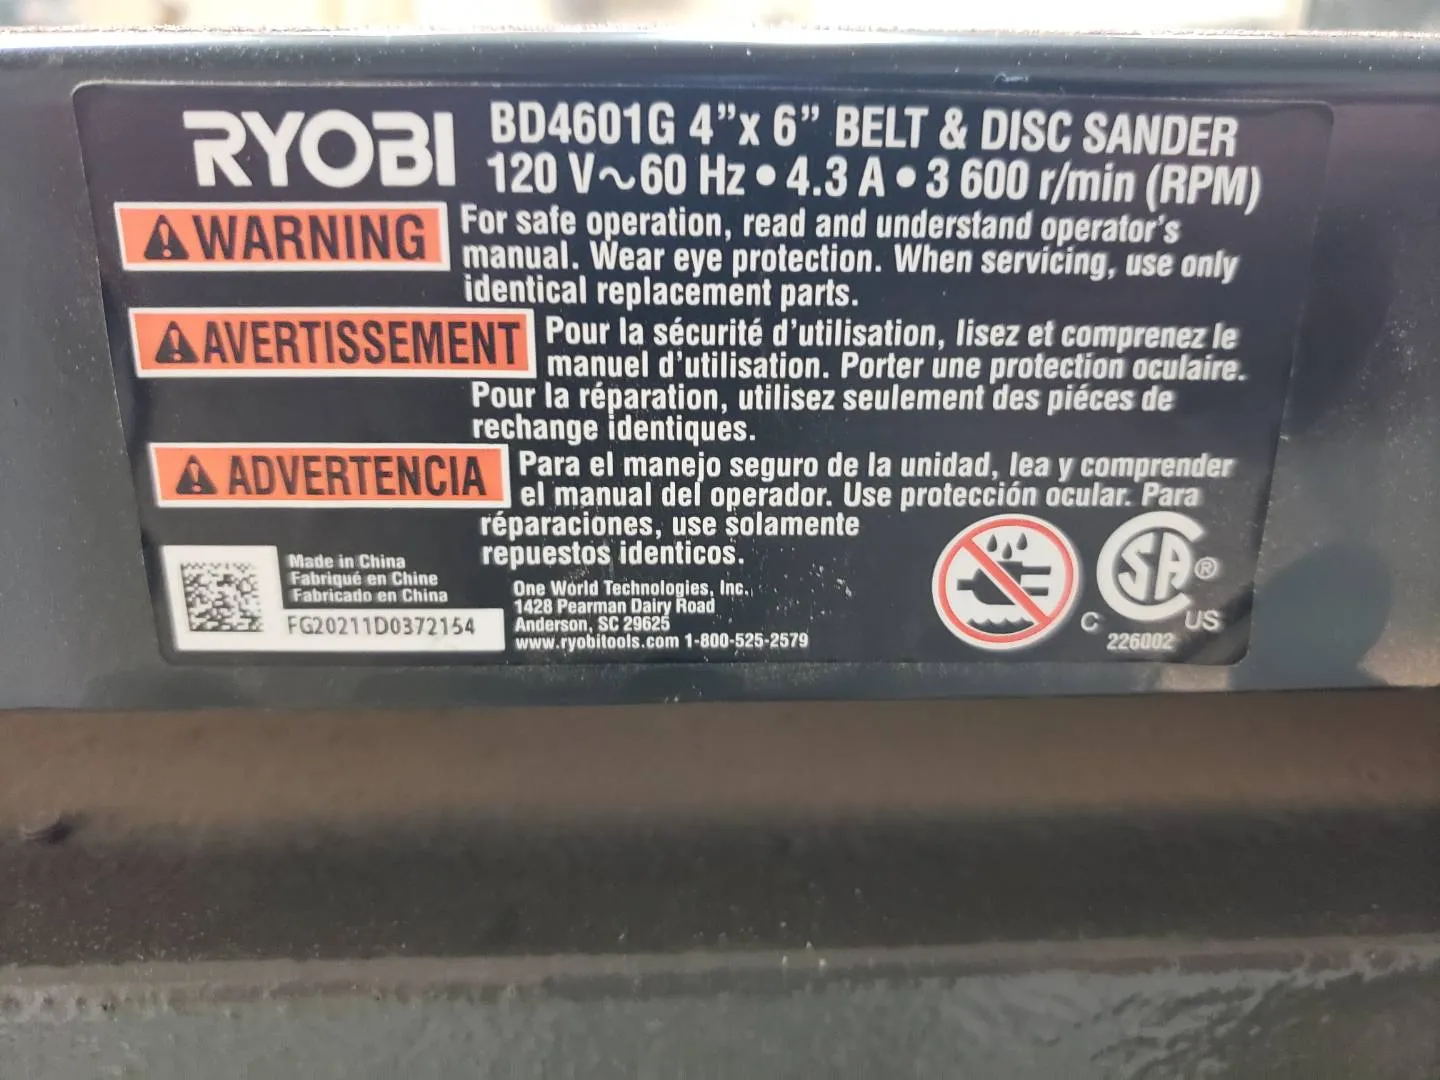 RYOBI
BD4601G 4”x 6” BELT & DISC SANDER
120 V~60 Hz • 4.3 A • 3 600 r/min (RPM)
WARNING
For safe operation, read and understand operator's
manual. Wear eye protection. When servicing, use only
identical replacement parts.
AVERTISSEMENT
Pour la sécurité d'utilisation, lisez et comprenez le
manuel d'utilisation. Porter une protection oculaire.
Pour la réparation, utilisez seulement des piéces de
rechange identiques.
ADVERTENCIA
Para el manejo seguro de la unidad, lea y comprender
el manual del operador. Use protección ocular. Para
réparaciones, use solamente
repuestos identicos.
Made in China
Fabriqué en Chine
Fabricado en China
FG20211D0372154
One World Technologies, Inc.
1428 Pearman Dairy Road
Anderson, SC 29625
www.ryobitools.com 1-800-525-2579
SA ®
C US
226002